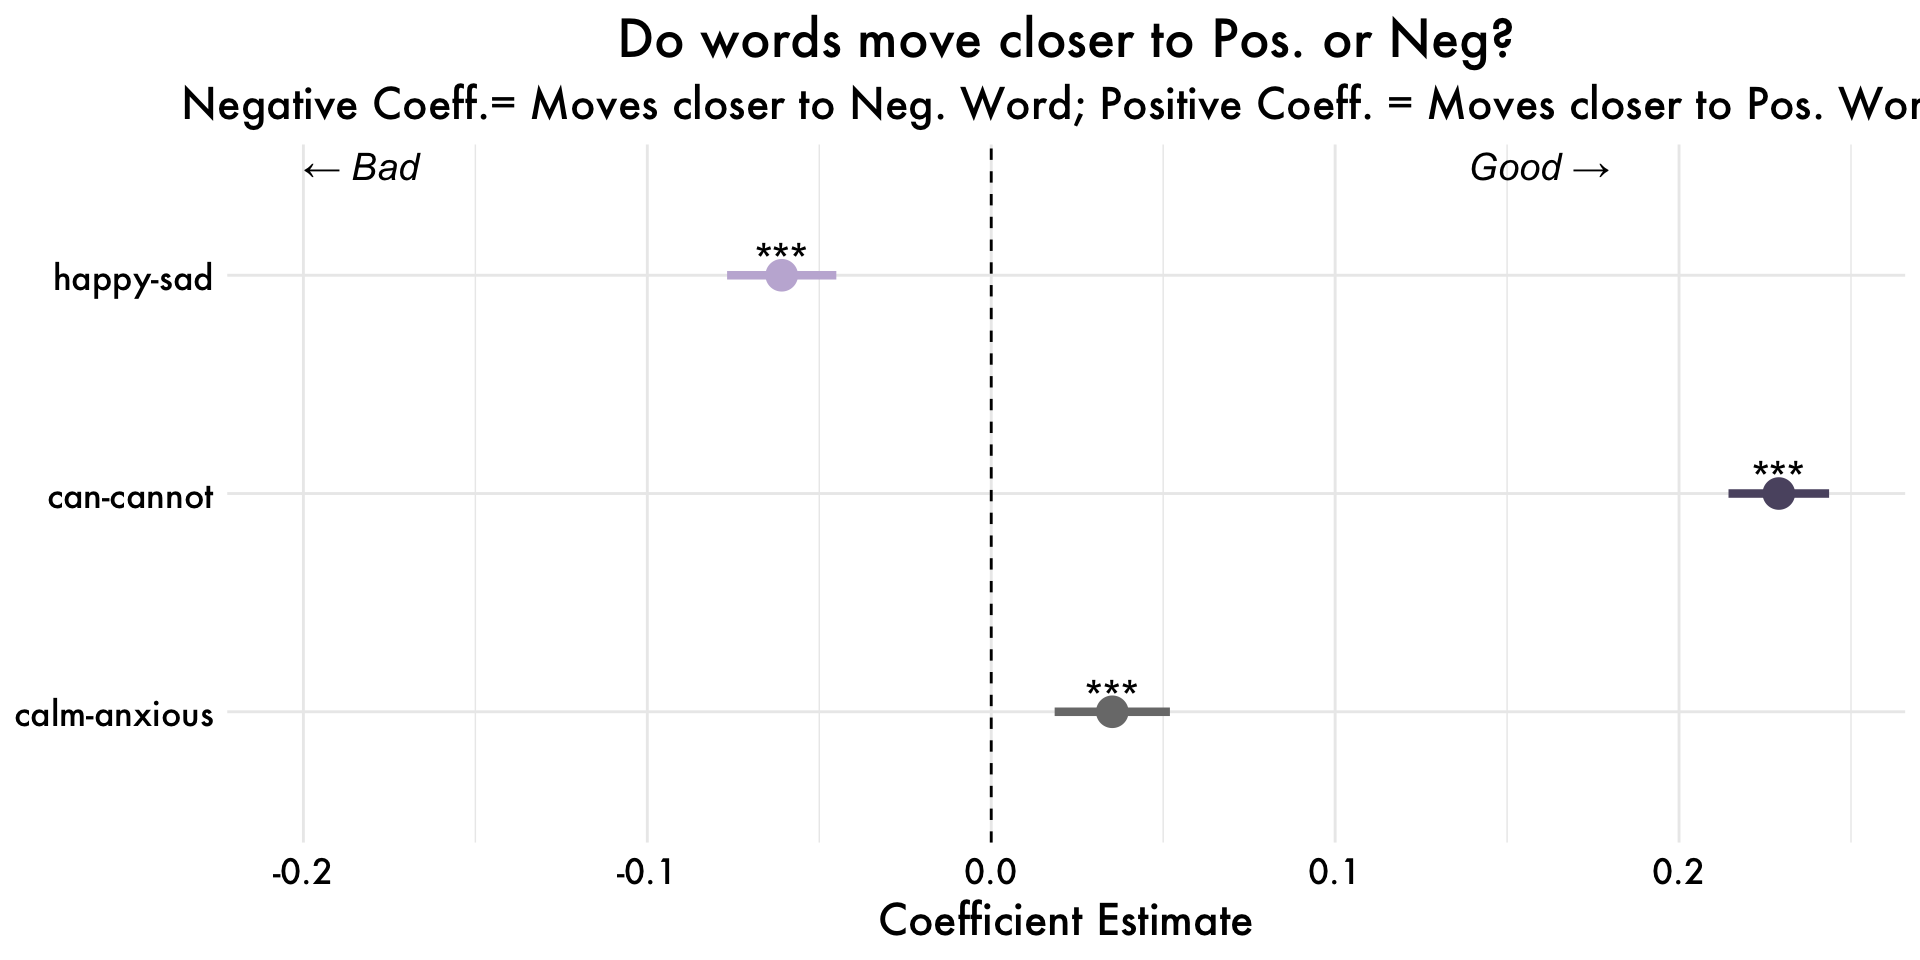 Do words move closer to Pos. or Neg?
Negative Coeff.= Moves closer to Neg. Word; Positive Coeff. = Moves closer to Pos.
← Bad
Good →
happy-sad
***
can-cannot
***
calm-anxious
***
-0.2
-0.1
0.0
0.1
0.2
Coefficient Estimate